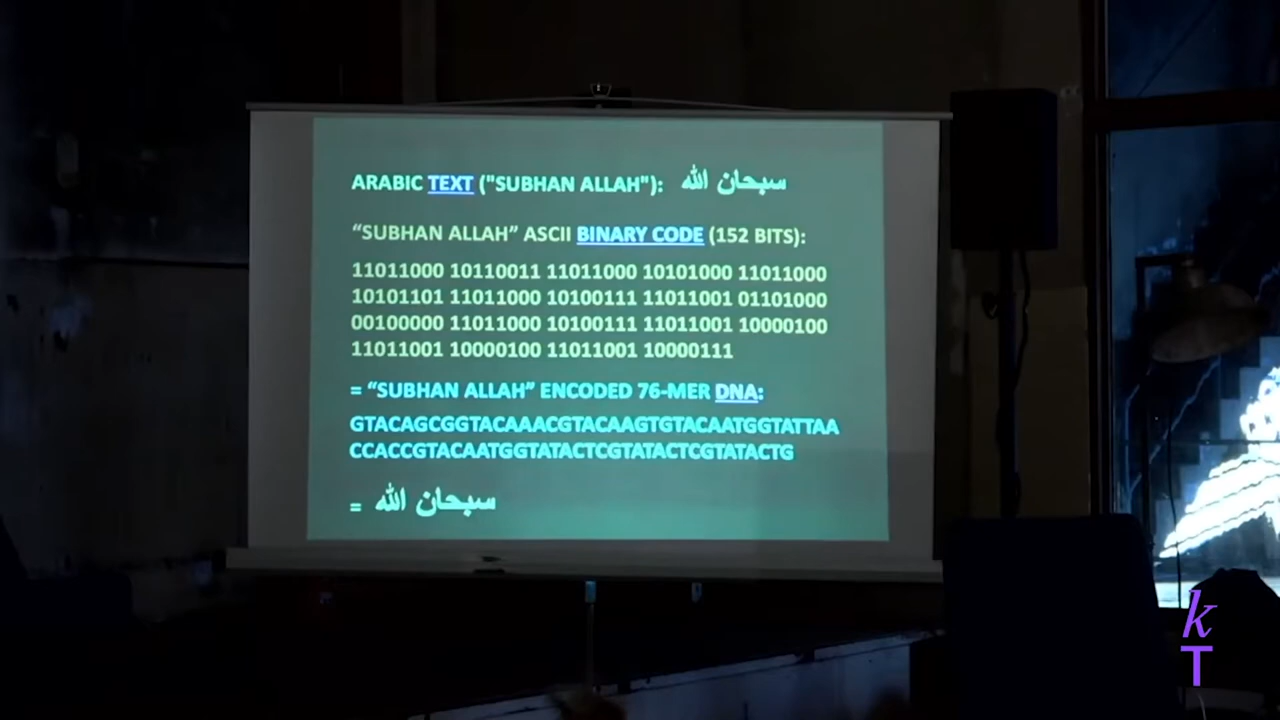 ARABIC TEXT ("SUBHAN ALLAH"): سبحان الله
“SUBHAN ALLAH” ASCII BINARY CODE (152 BITS):
11011000 10110011 11011000 10101000 11011000
10101101 11011000 10100111 11011001 01101000
00100000 11011000 10100111 11011001 10000100
11011001 10000100 11011001 10000111
= “SUBHAN ALLAH” ENCODED 76-MER DNA:
GTACAGCGGTACAAACGTACAAGTGTACAATGGTATTAA
CCACCGTACAATGGTATACTCGTATACTCGTATACTG
= سبحان الله
k
T